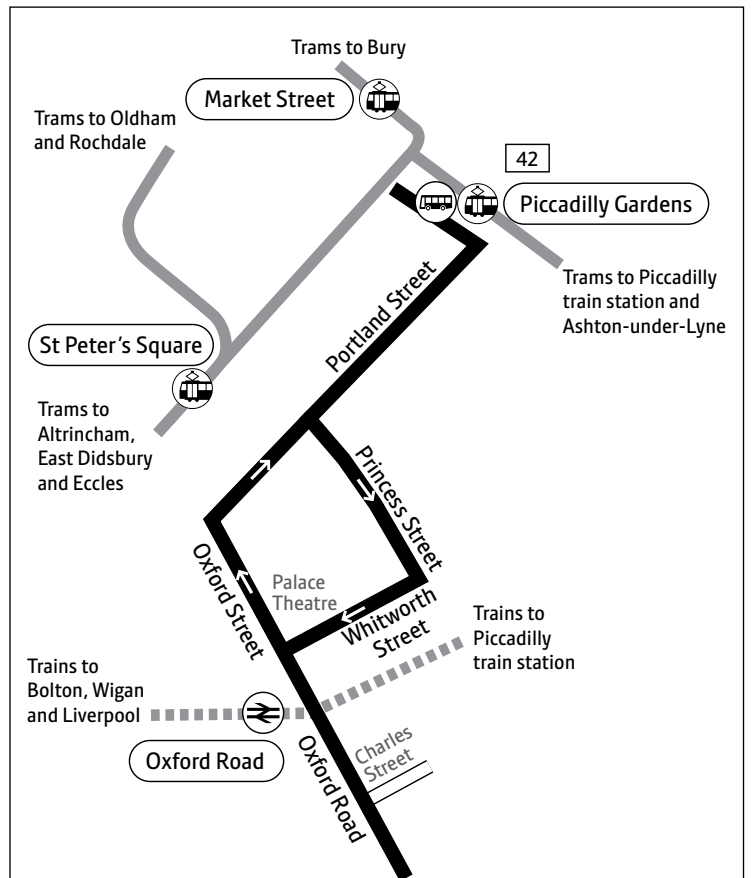 Trams to Bury
Market Street
Trams to Oldham
and Rochdale
42
Piccadilly Gardens
Trams to Piccadilly
train station and
Ashton-under-Lyne
Portland Street
St Peter’s Square
Trams to
Altrincham,
East Didsbury
and Eccles
Princess Street
Oxford Street
Palace
Theatre
Whitworth
Street
Trains to
Piccadilly
train station
Trains to
Bolton, Wigan
and Liverpool
Oxford Road
Oxford Road
Charles
Street